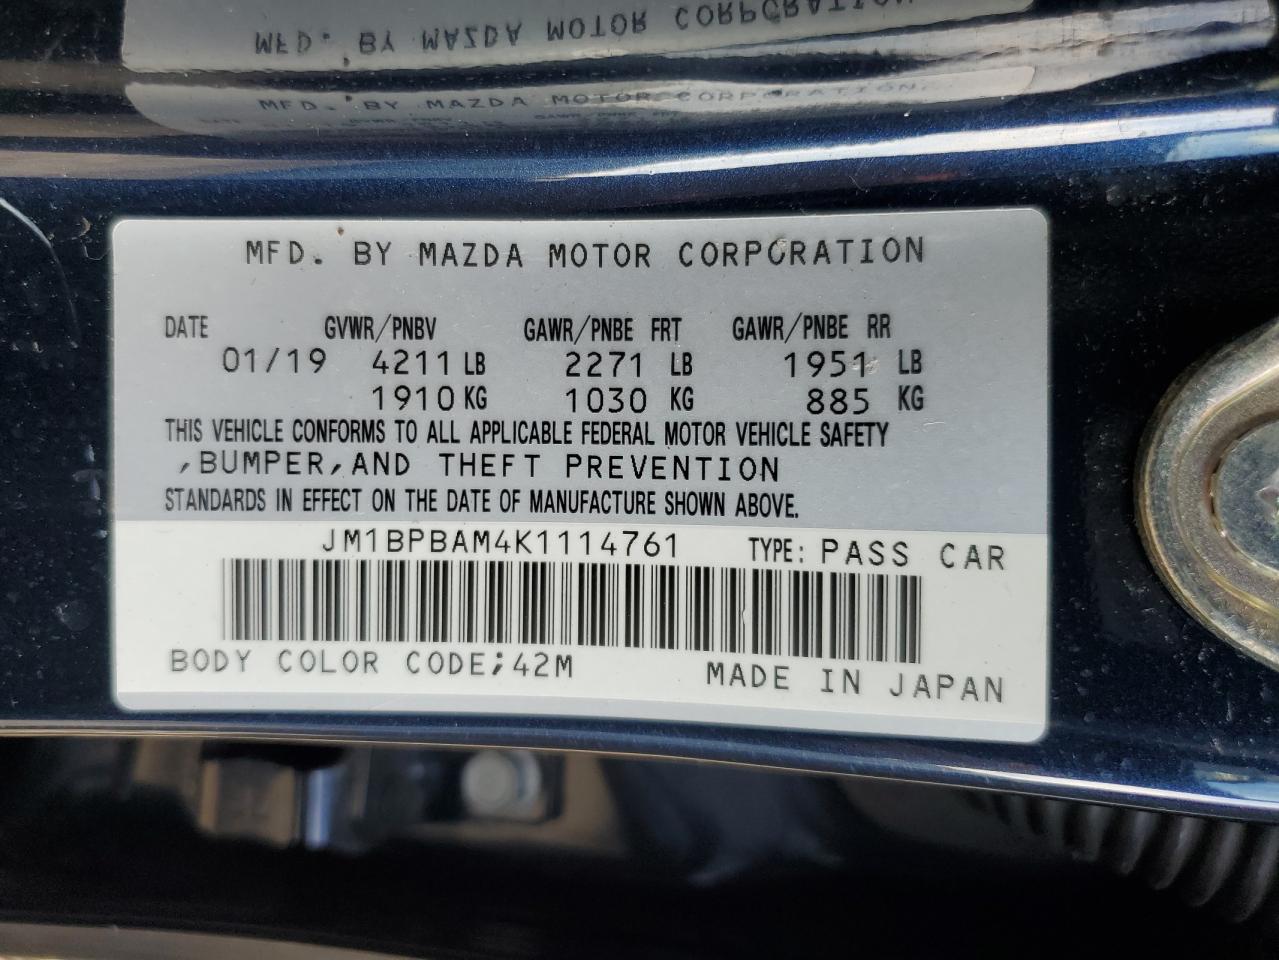 MFD. BY MAZDA MOTOR CORPORATION
MFD. BY MAZDA MOTOR CORPORATION
MFD. BY MAZDA MOTOR CORPORATION
DATE GVWR/PNBV GAWR/PNBE FRT GAWR/PNBE RR
01/19 4211 LB 2271 LB 1951 LB
1910 KG 1030 KG 885 KG
THIS VEHICLE CONFORMS TO ALL APPLICABLE FEDERAL MOTOR VEHICLE SAFETY
,BUMPER,AND THEFT PREVENTION
STANDARDS IN EFFECT ON THE DATE OF MANUFACTURE SHOWN ABOVE.
JM1BPBAM4K1114761 TYPE: PASS CAR
BODY COLOR CODE;42M MADE IN JAPAN